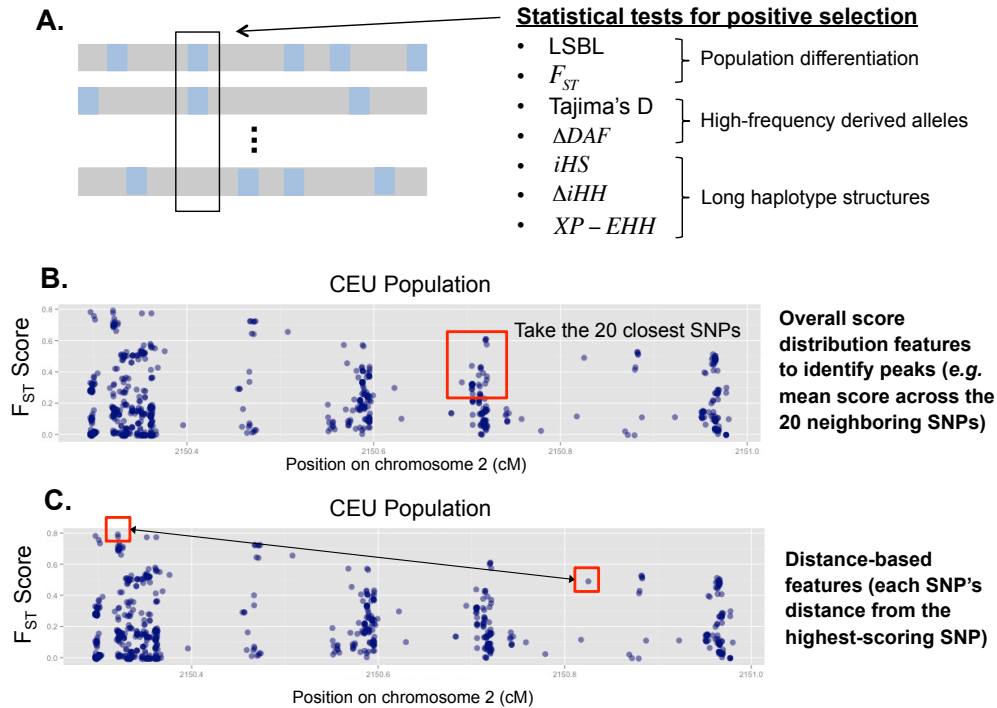 A.
Statistical tests for positive selection
• LSBL
• F_ST
Population differentiation
• Tajima's D
• ΔDAF
High-frequency derived alleles
• iHS
• ΔiHH
• XP – EHH
Long haplotype structures
B.
CEU Population
F_ST Score
0.8
0.6
0.4
0.2
0.0
Take the 20 closest SNPs
2150.4
2150.6
2150.8
2151.0
Position on chromosome 2 (cM)
Overall score
distribution features
to identify peaks (e.g.
mean score across the
20 neighboring SNPs)
C.
CEU Population
F_ST Score
0.8
0.6
0.4
0.2
0.0
2150.4
2150.6
2150.8
2151.0
Position on chromosome 2 (cM)
Distance-based
features (each SNP's
distance from the
highest-scoring SNP)